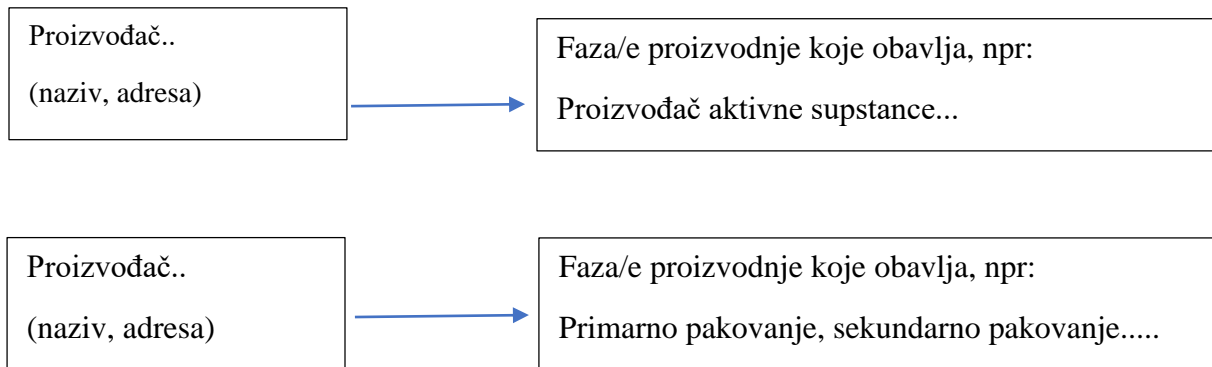 Proizvođač..
(naziv, adresa)
Faza/e proizvodnje koje obavlja, npr:
Proizvođač aktivne supstance...
Proizvođač..
(naziv, adresa)
Faza/e proizvodnje koje obavlja, npr:
Primarno pakovanje, sekundarno pakovanje.....